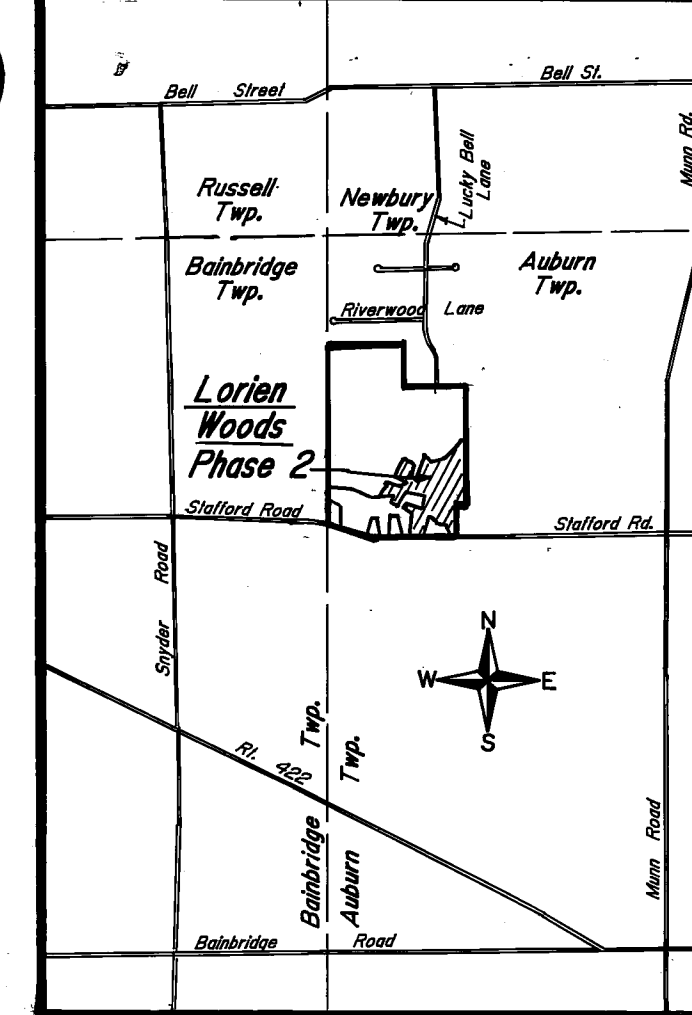 Bell Street
Bell St.
Munn Rd.
Lucky Bell
Lane
Russell
Twp.
Newbury
Twp.
Bainbridge
Twp.
Auburn
Twp.
Riverwood Lane
Lorien
Woods
Phase 2
Stafford Road
Stafford Rd.
Snyder Road
N
W
E
S
Rt. 422
Bainbridge Twp.
Auburn Twp.
Munn Road
Bainbridge Road